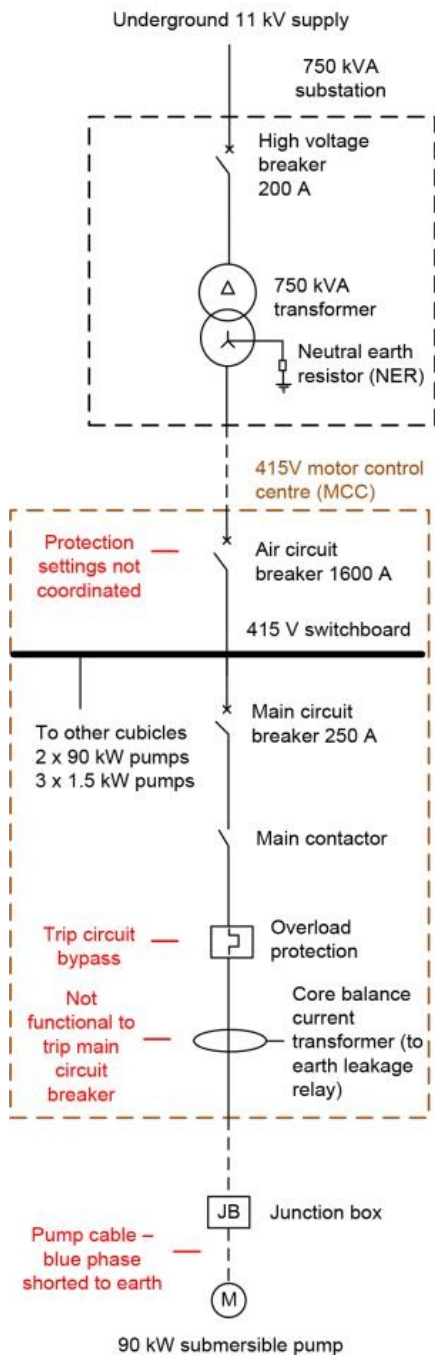 Underground 11 kV supply
750 kVA
substation
High voltage
breaker
200 A
Δ
750 kVA
transformer
Neutral earth
resistor (NER)
415V motor control
centre (MCC)
Protection
settings not
coordinated
Air circuit
breaker 1600 A
415 V switchboard
To other cubicles
2 x 90 kW pumps
3 x 1.5 kW pumps
Main circuit
breaker 250 A
Main contactor
Trip circuit
bypass
Overload
protection
Not
functional to
trip main
circuit
breaker
Core balance
current
transformer (to
earth leakage
relay)
JB
Junction box
Pump cable –
blue phase
shorted to earth
M
90 kW submersible pump